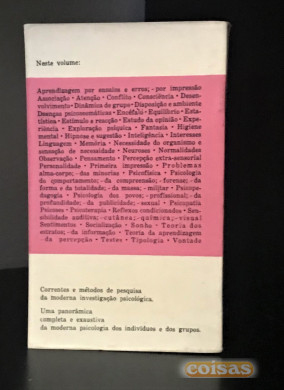 Neste volume:
Aprendizagem por ensaios e erros; - por impressão
Associação • Atenção • Conflito • Consciência • Desen-
volvimento • Dinâmica de grupo • Disposição e ambiente
Doenças psicossomáticas • Encéfalo • Equilíbrio • Esta-
tística • Estímulo e reacção • Estudo da opinião • Expe-
riência • Exploração psíquica • Fantasia • Higiene
mental • Hipnose e sugestão • Inteligência • Interesses
Linguagem • Memória • Necessidade do organismo e
sensação de necessidade • Neuroses • Normalidades
Observação • Pensamento • Percepção extra-sensorial
Personalidade • Primeira impressão • Problemas
alma-corpo; - das minorias • Psicofísica • Psicologia
do comportamento; - da compreensão; - forense; - da
forma e da totalidade; - da massa; - militar • Psicope-
dagogia • Psicologia dos povos; - profissional; - da
profundidade; - da publicidade; - sexual • Psicopatia
Psicoses • Psicoterapia • Reflexos condicionados • Sen-
sibilidade auditiva; - cutânea; - química; - visual
Sentimentos • Socialização • Sonho • Teoria dos
estratos; - da informação • Teoria da aprendizagem
- da percepção • Testes • Tipologia • Vontade
Correntes e métodos de pesquisa
da moderna investigação psicológica.
Uma panorâmica
completa e exaustiva
da moderna psicologia dos indivíduos e dos grupos.
coisas